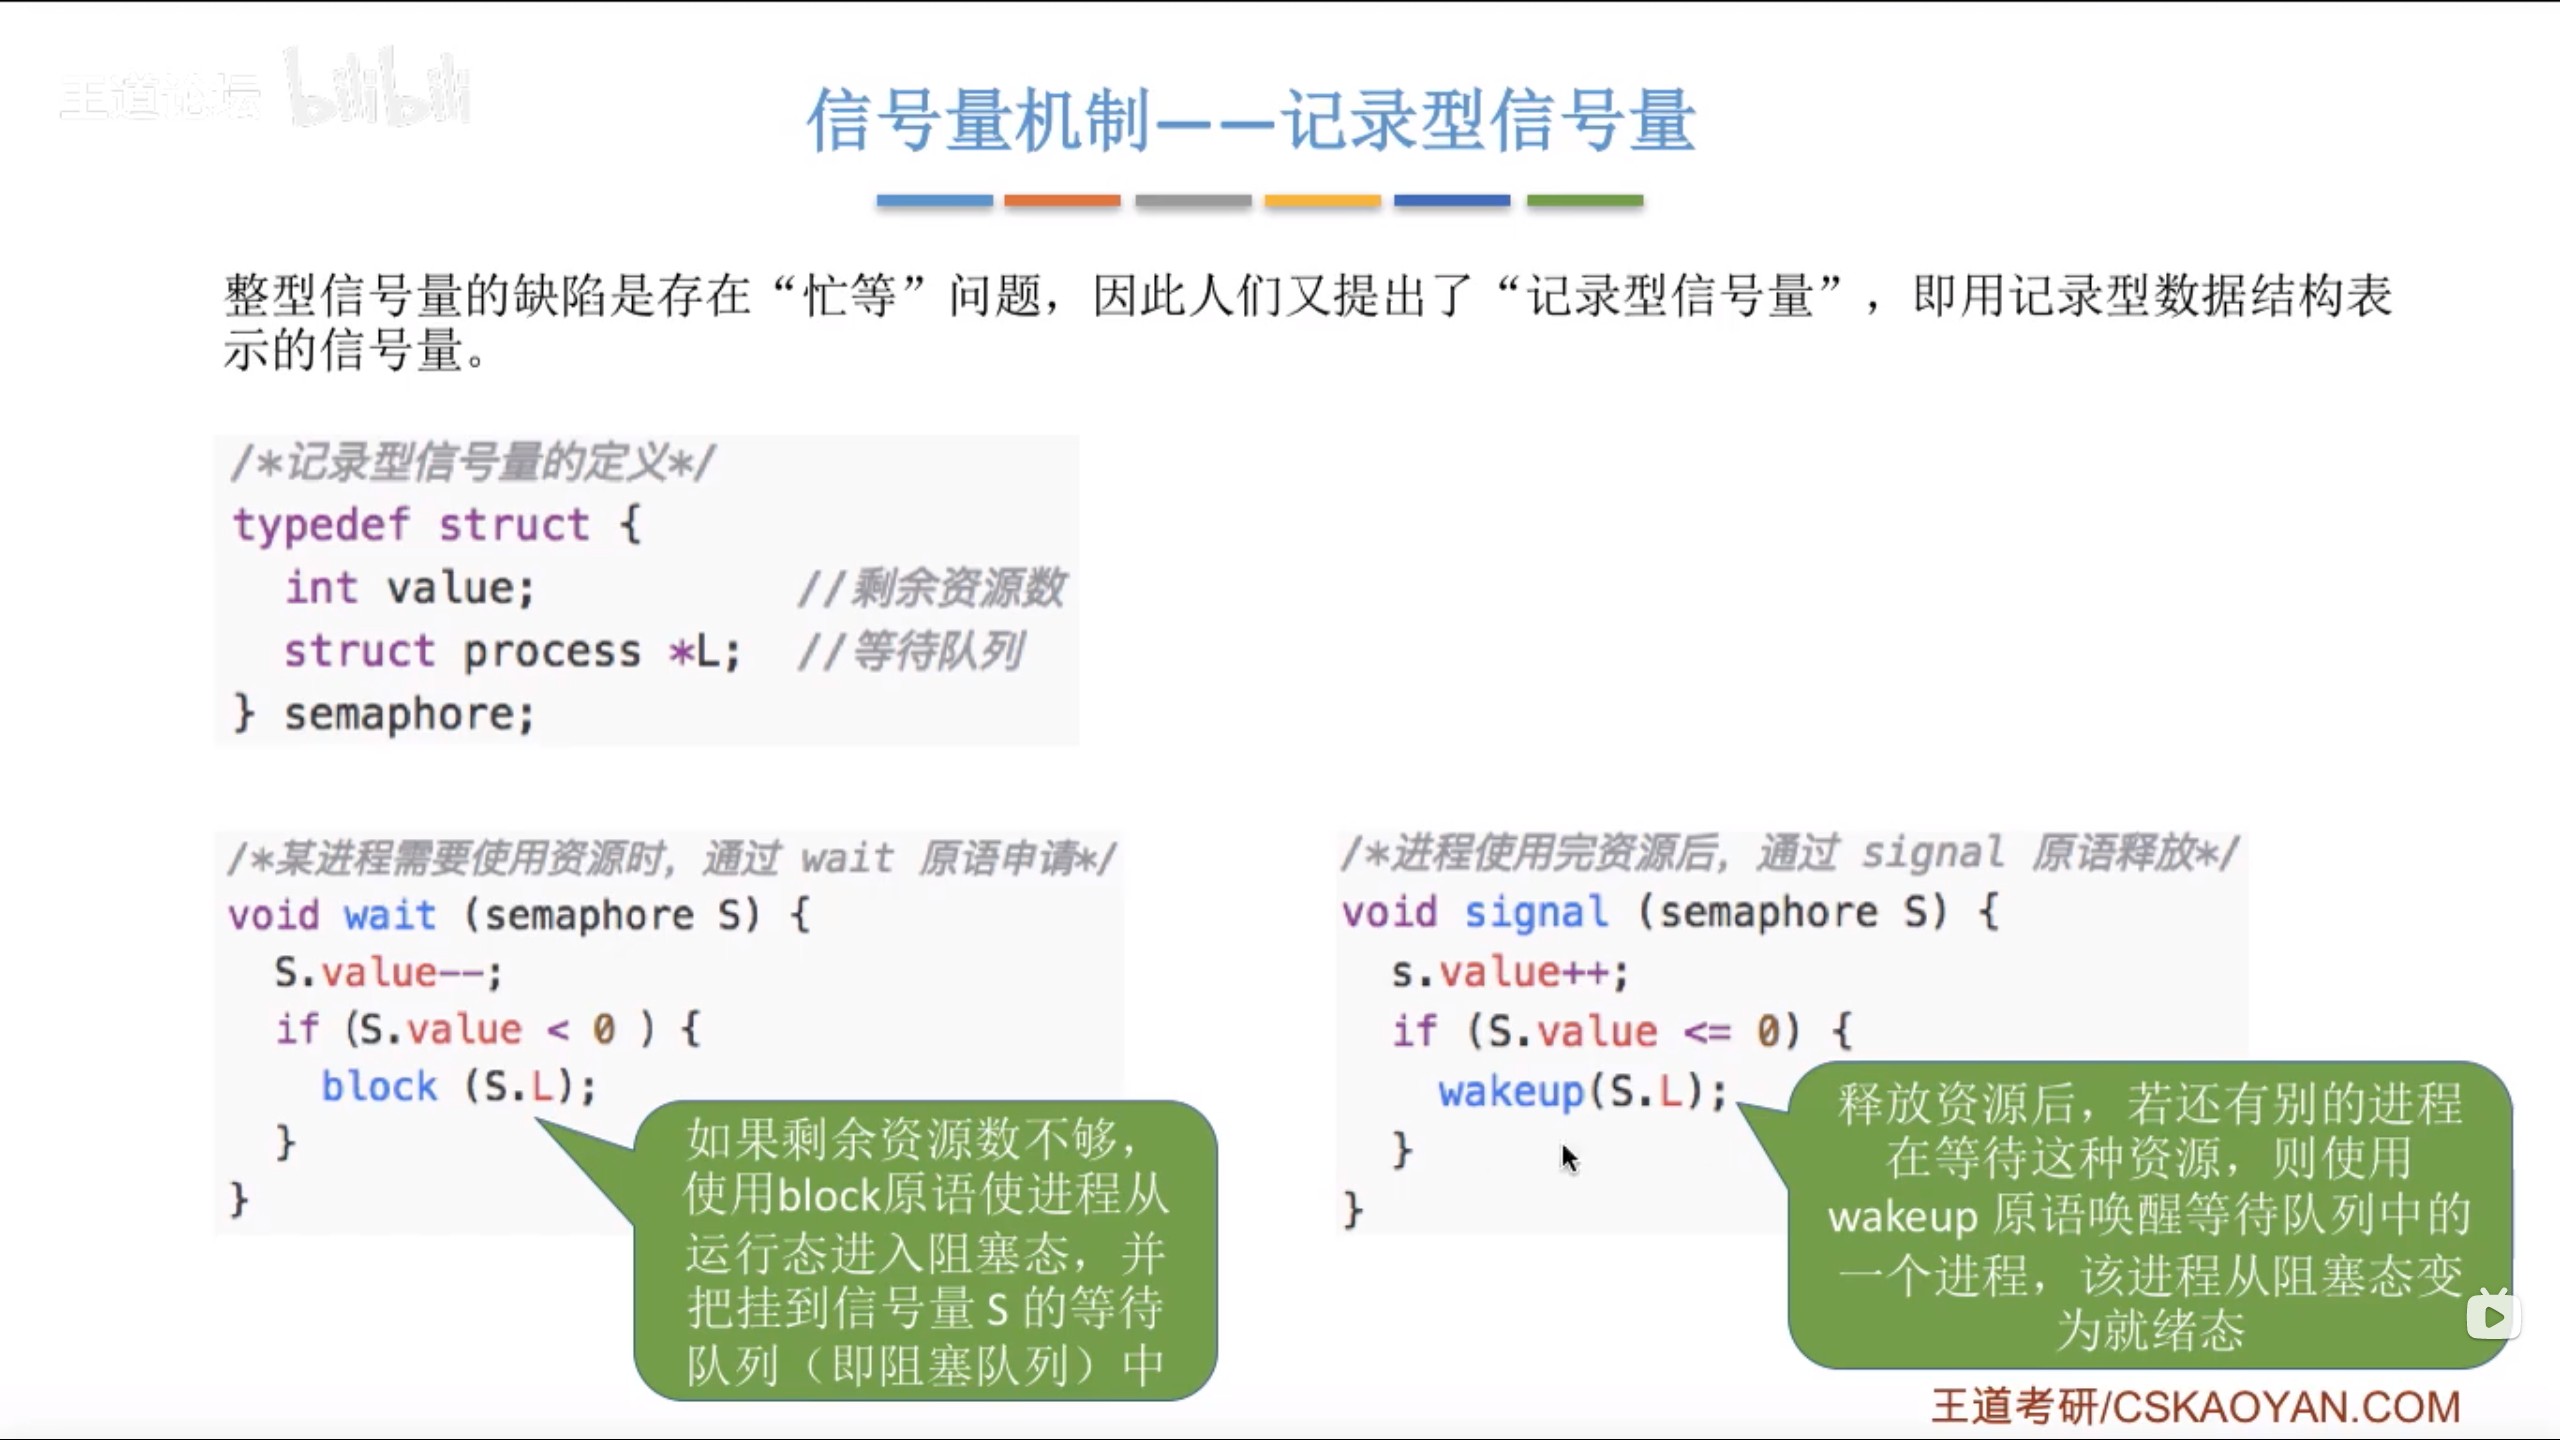 王道论坛 bilibili
信号量机制——记录型信号量
整型信号量的缺陷是存在“忙等”问题，因此人们又提出了“记录型信号量”，即用记录型数据结构表
示的信号量。
/*记录型信号量的定义*/
typedef struct {
int value; //剩余资源数
struct process *L; //等待队列
} semaphore;
/*某进程需要使用资源时，通过 wait 原语申请*/
void wait (semaphore S) {
S.value--;
if (S.value < 0 ) {
block (S.L);
}
}
如果剩余资源数不够，
使用block原语使进程从
运行态进入阻塞态，并
把挂到信号量 S 的等待
队列（即阻塞队列）中
/*进程使用完资源后，通过 signal 原语释放*/
void signal (semaphore S) {
s.value++;
if (S.value <= 0) {
wakeup(S.L);
}
}
释放资源后，若还有别的进程
在等待这种资源，则使用
wakeup 原语唤醒等待队列中的
一个进程，该进程从阻塞态变
为就绪态
王道考研/CSKAOYAN.COM